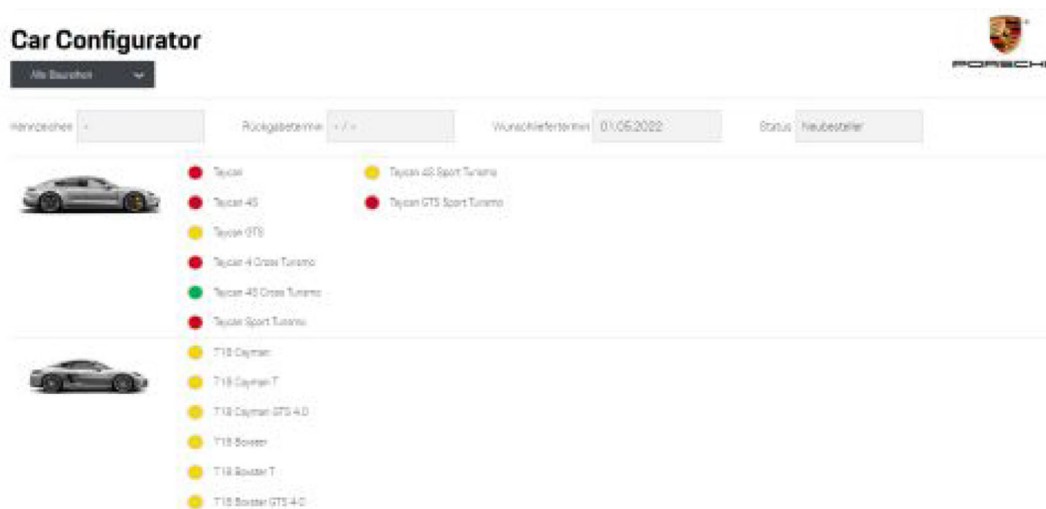 Car Configurator
PORSCHE
Alle Baureihen
Kennzeichen - Rückgabetermin - / - Wunschliefertermin 01.05.2022 Status Neubesteller
Taycan
Taycan 4S
Taycan GTS
Taycan 4 Cross Turismo
Taycan 4S Cross Turismo
Taycan Sport Turismo
Taycan 4S Sport Turismo
Taycan GTS Sport Turismo
718 Cayman
718 Cayman T
718 Cayman GTS 4.0
718 Boxster
718 Boxster T
718 Boxster GTS 4.0